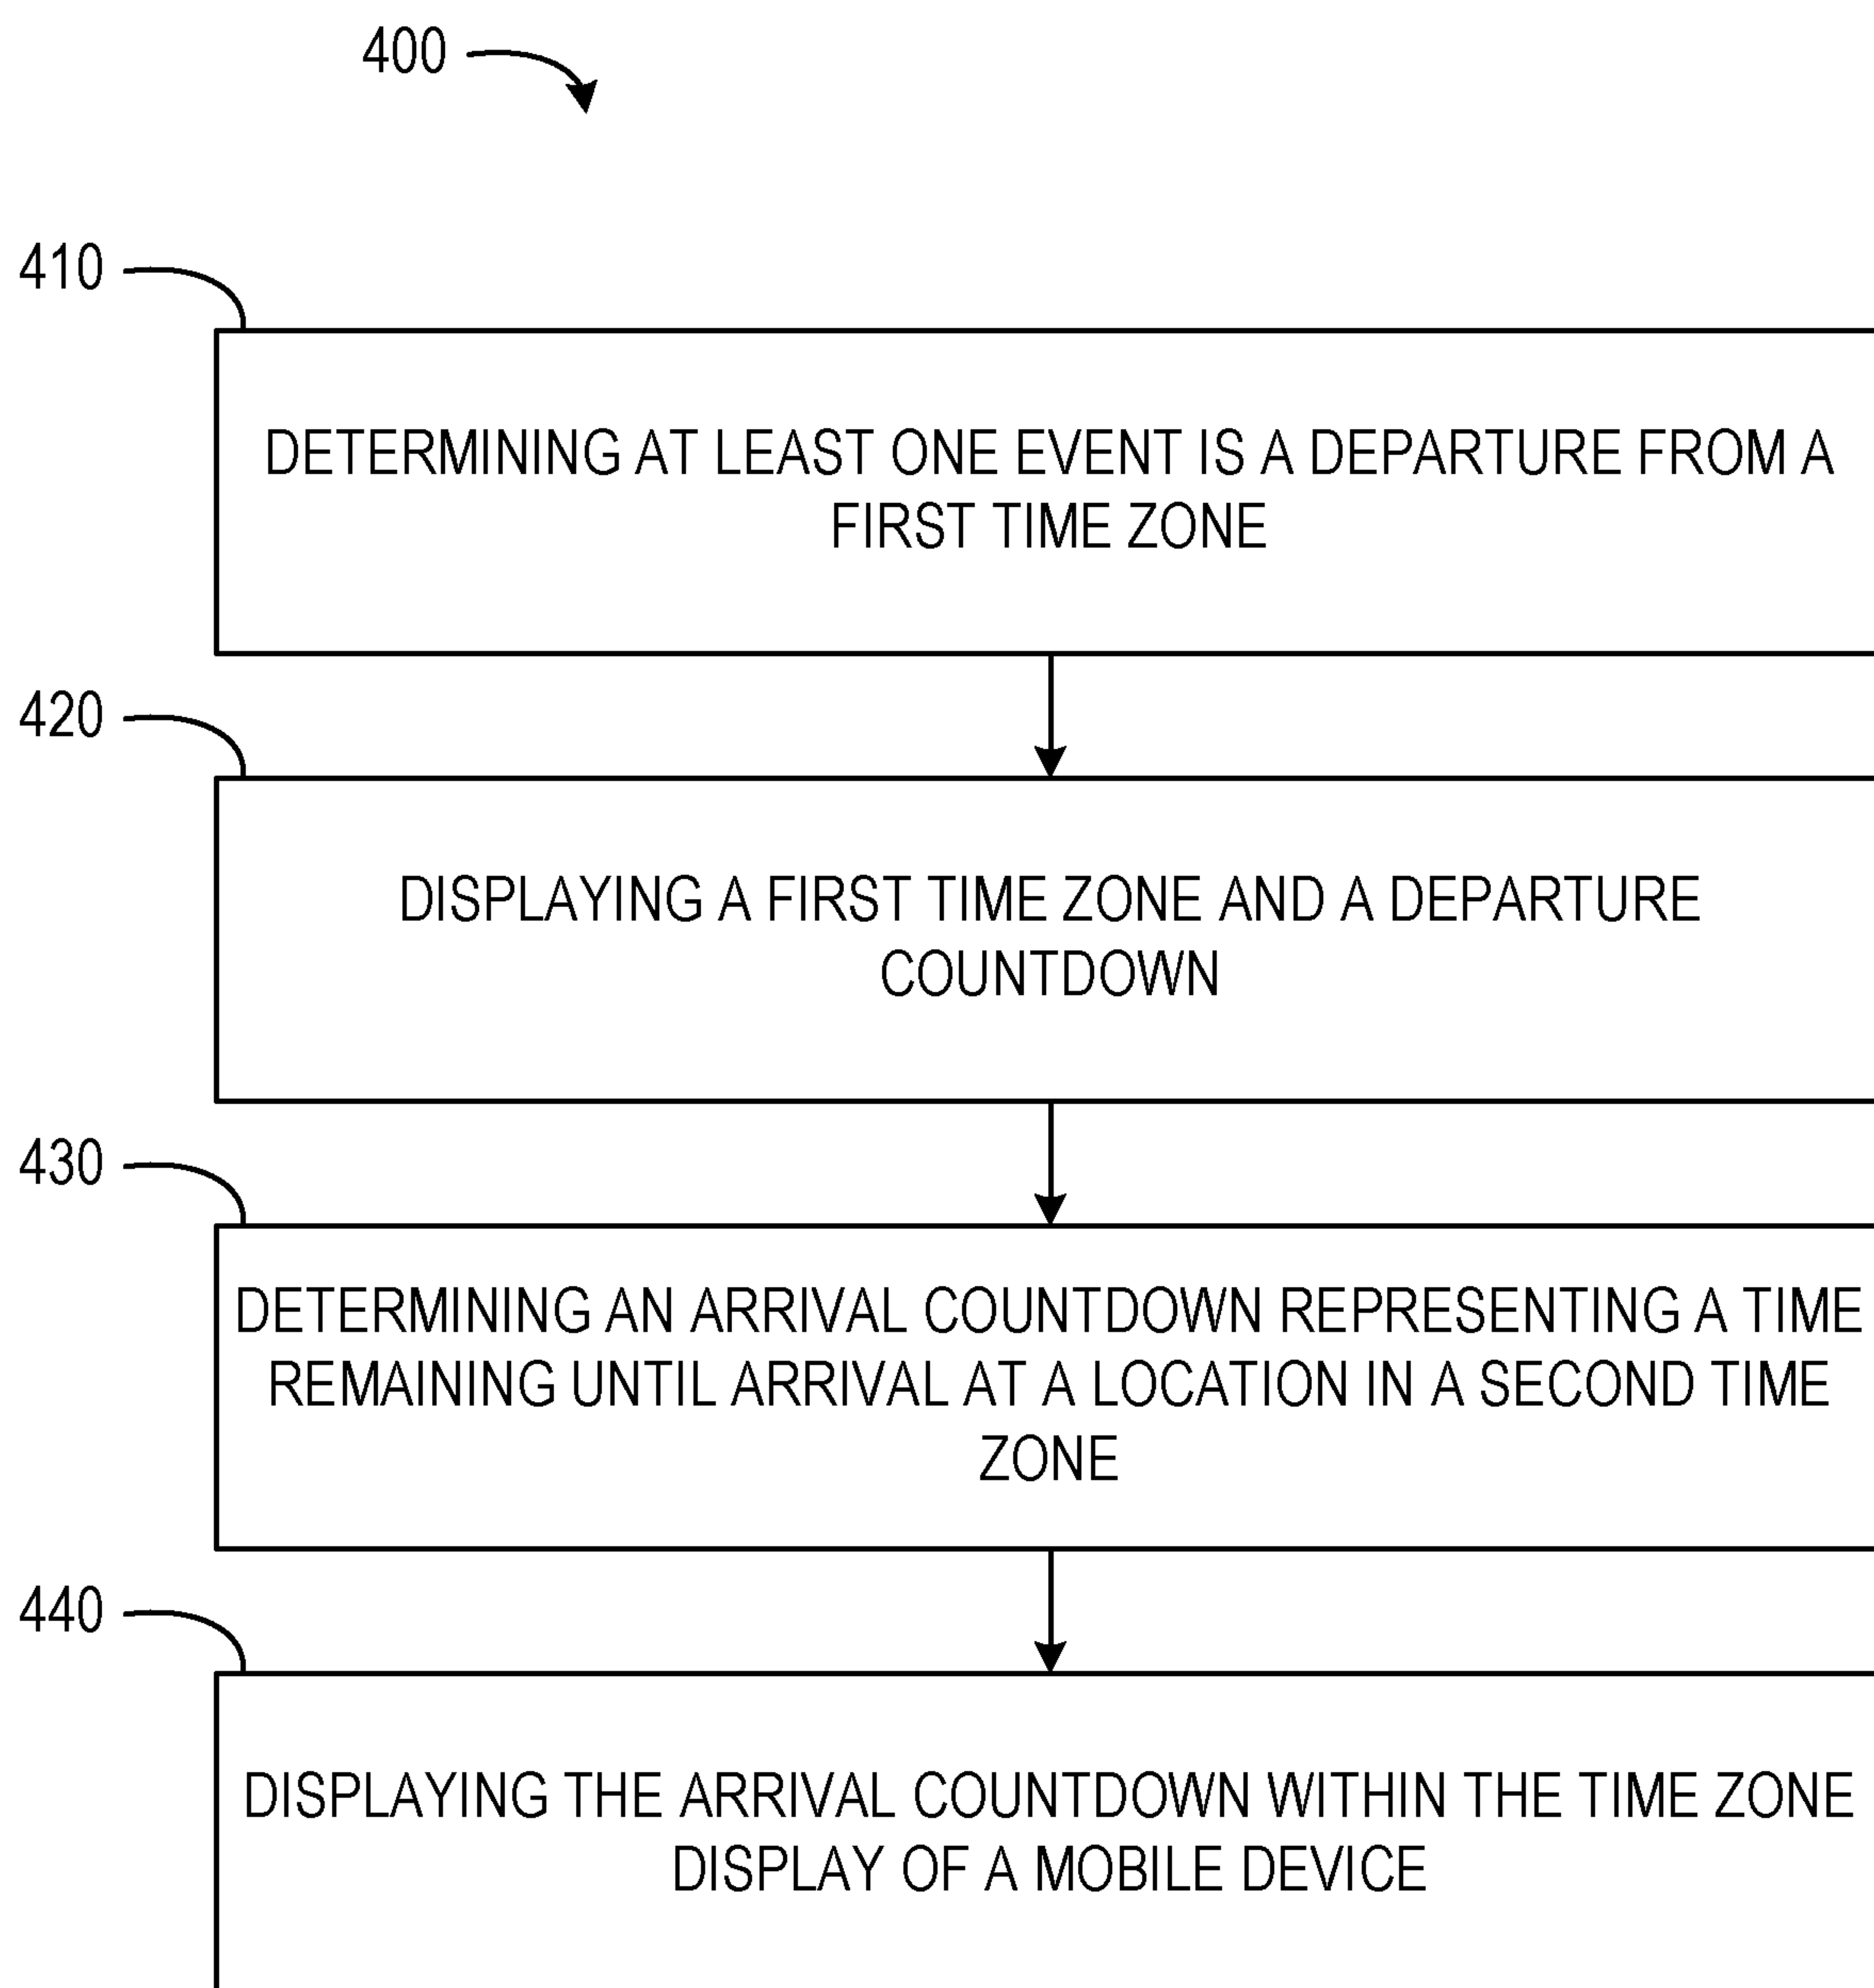 400
410
DETERMINING AT LEAST ONE EVENT IS A DEPARTURE FROM A
FIRST TIME ZONE
420
DISPLAYING A FIRST TIME ZONE AND A DEPARTURE
COUNTDOWN
430
DETERMINING AN ARRIVAL COUNTDOWN REPRESENTING A TIME
REMAINING UNTIL ARRIVAL AT A LOCATION IN A SECOND TIME
ZONE
440
DISPLAYING THE ARRIVAL COUNTDOWN WITHIN THE TIME ZONE
DISPLAY OF A MOBILE DEVICE